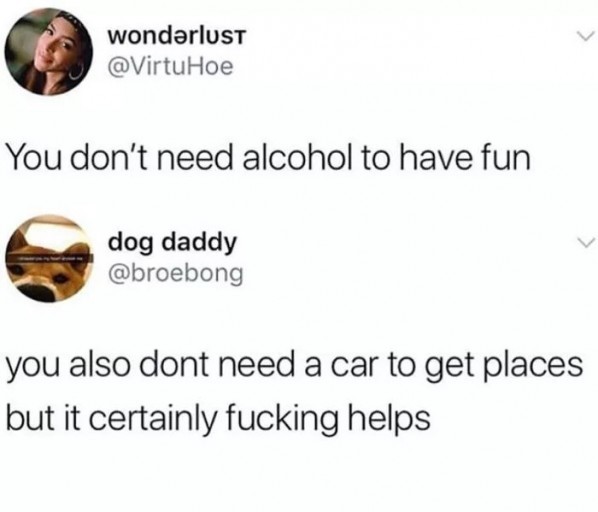 wondərlusт
@VirtuHoe
You don't need alcohol to have fun
dog daddy
@broebong
you also dont need a car to get places
but it certainly fucking helps